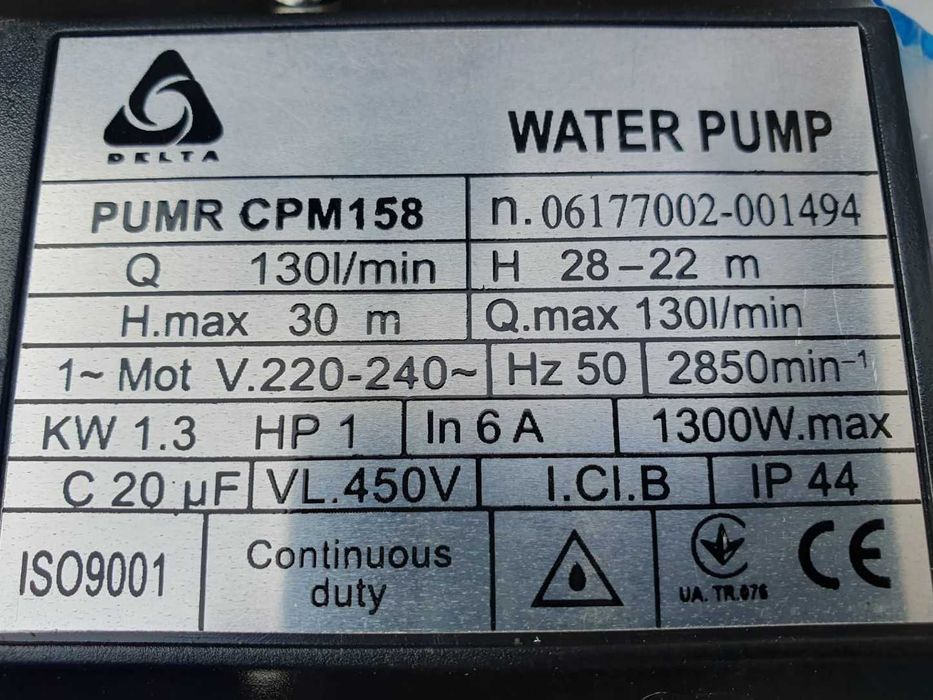 DELTA
WATER PUMP
PUMR CPM158 n. 06177002-001494
Q 130l/min H 28-22 m
H.max 30 m Q.max 130l/min
1~ Mot V.220-240~ Hz 50 2850min⁻¹
KW 1.3 HP 1 In 6 A 1300W.max
C 20 µF VL.450V I.Cl.B IP 44
ISO9001 Continuous duty UA. TR.076 CE